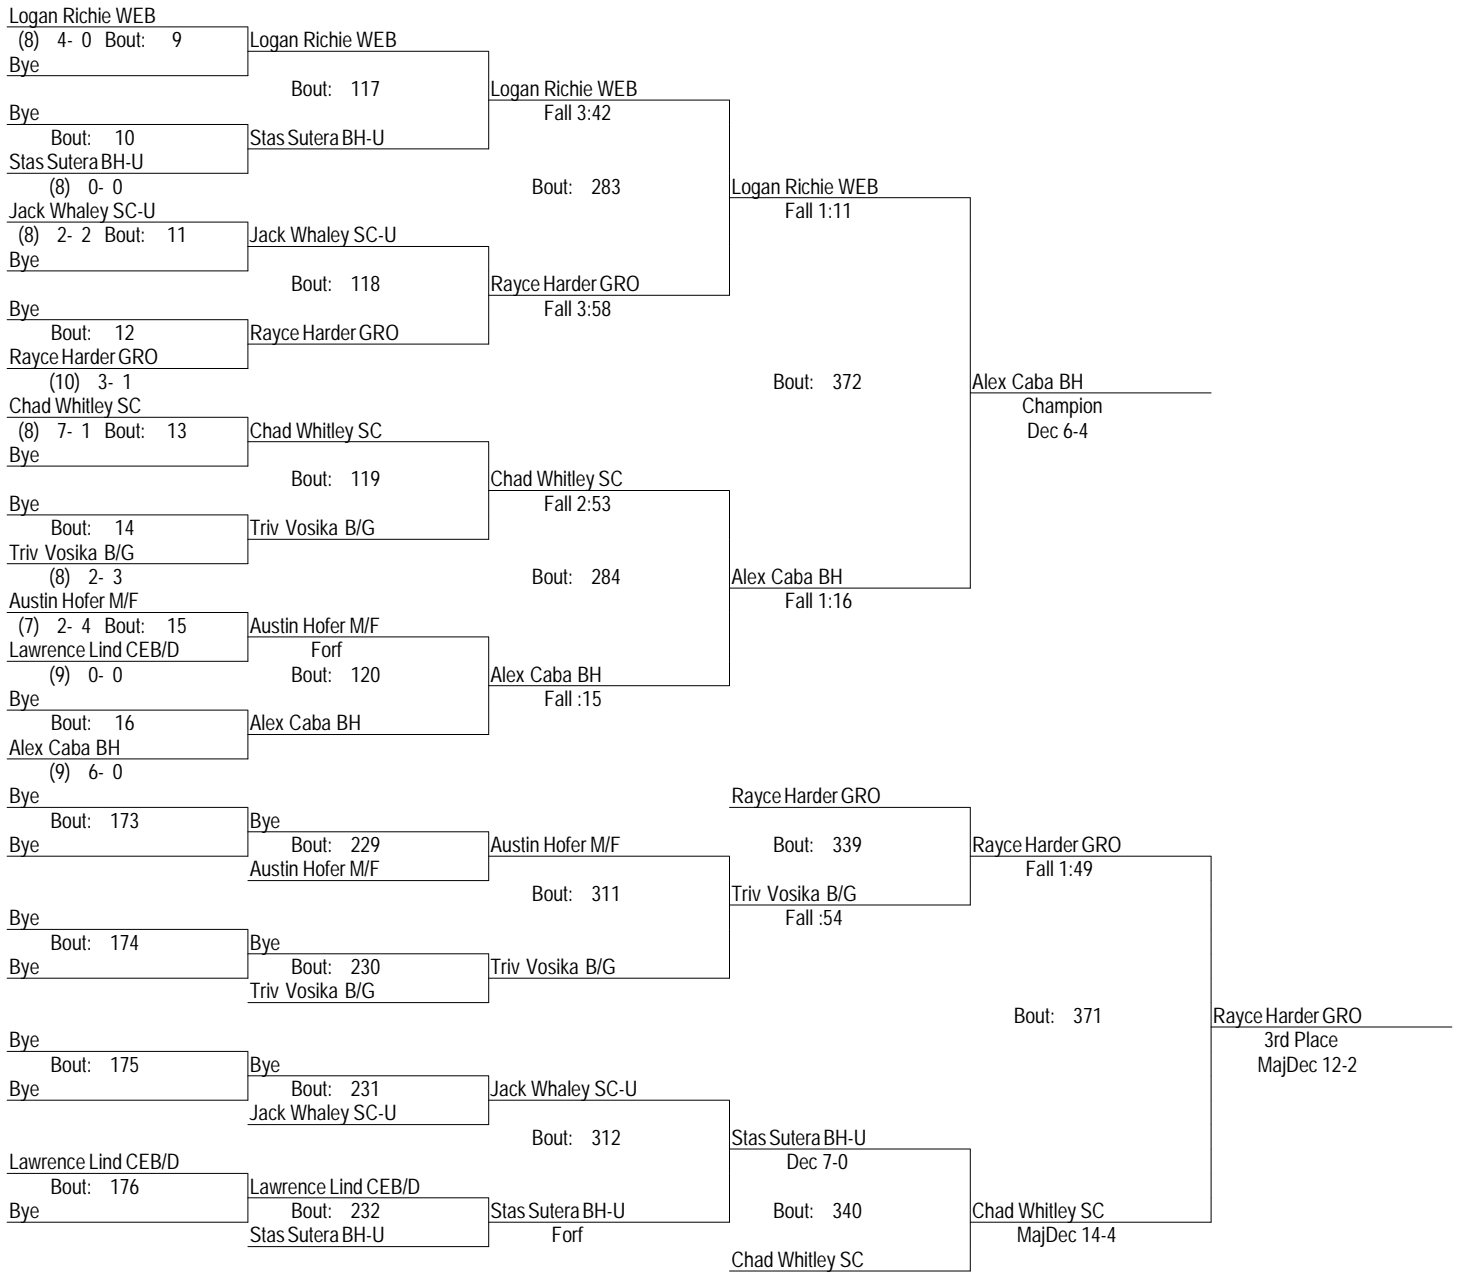 Logan Richie WEB
(8) 4- 0 Bout: 9 Logan Richie WEB
Bye
Bout: 117 Logan Richie WEB
Bye Fall 3:42
Bout: 10 Stas Sutera BH-U
Stas Sutera BH-U
(8) 0- 0 Bout: 283 Logan Richie WEB
Jack Whaley SC-U Fall 1:11
(8) 2- 2 Bout: 11 Jack Whaley SC-U
Bye
Bout: 118 Rayce Harder GRO
Bye Fall 3:58
Bout: 12 Rayce Harder GRO
Rayce Harder GRO
(10) 3- 1 Bout: 372 Alex Caba BH
Chad Whitley SC Champion
(8) 7- 1 Bout: 13 Chad Whitley SC Dec 6-4
Bye
Bout: 119 Chad Whitley SC
Bye Fall 2:53
Bout: 14 Triv Vosika B/G
Triv Vosika B/G
(8) 2- 3 Bout: 284 Alex Caba BH
Austin Hofer M/F Fall 1:16
(7) 2- 4 Bout: 15 Austin Hofer M/F
Lawrence Lind CEB/D Forf
(9) 0- 0 Bout: 120 Alex Caba BH
Bye Fall :15
Bout: 16 Alex Caba BH
Alex Caba BH
(9) 6- 0
Bye Rayce Harder GRO
Bout: 173 Bye
Bye Bout: 229 Austin Hofer M/F Bout: 339 Rayce Harder GRO
Austin Hofer M/F Fall 1:49
Bout: 311 Triv Vosika B/G
Bye Fall :54
Bout: 174 Bye
Bye Bout: 230 Triv Vosika B/G
Triv Vosika B/G
Bout: 371 Rayce Harder GRO
Bye 3rd Place
Bout: 175 Bye MajDec 12-2
Bye Bout: 231 Jack Whaley SC-U
Jack Whaley SC-U
Bout: 312 Stas Sutera BH-U
Lawrence Lind CEB/D Dec 7-0
Bout: 176 Lawrence Lind CEB/D
Bye Bout: 232 Stas Sutera BH-U Bout: 340 Chad Whitley SC
Stas Sutera BH-U Forf MajDec 14-4
Chad Whitley SC